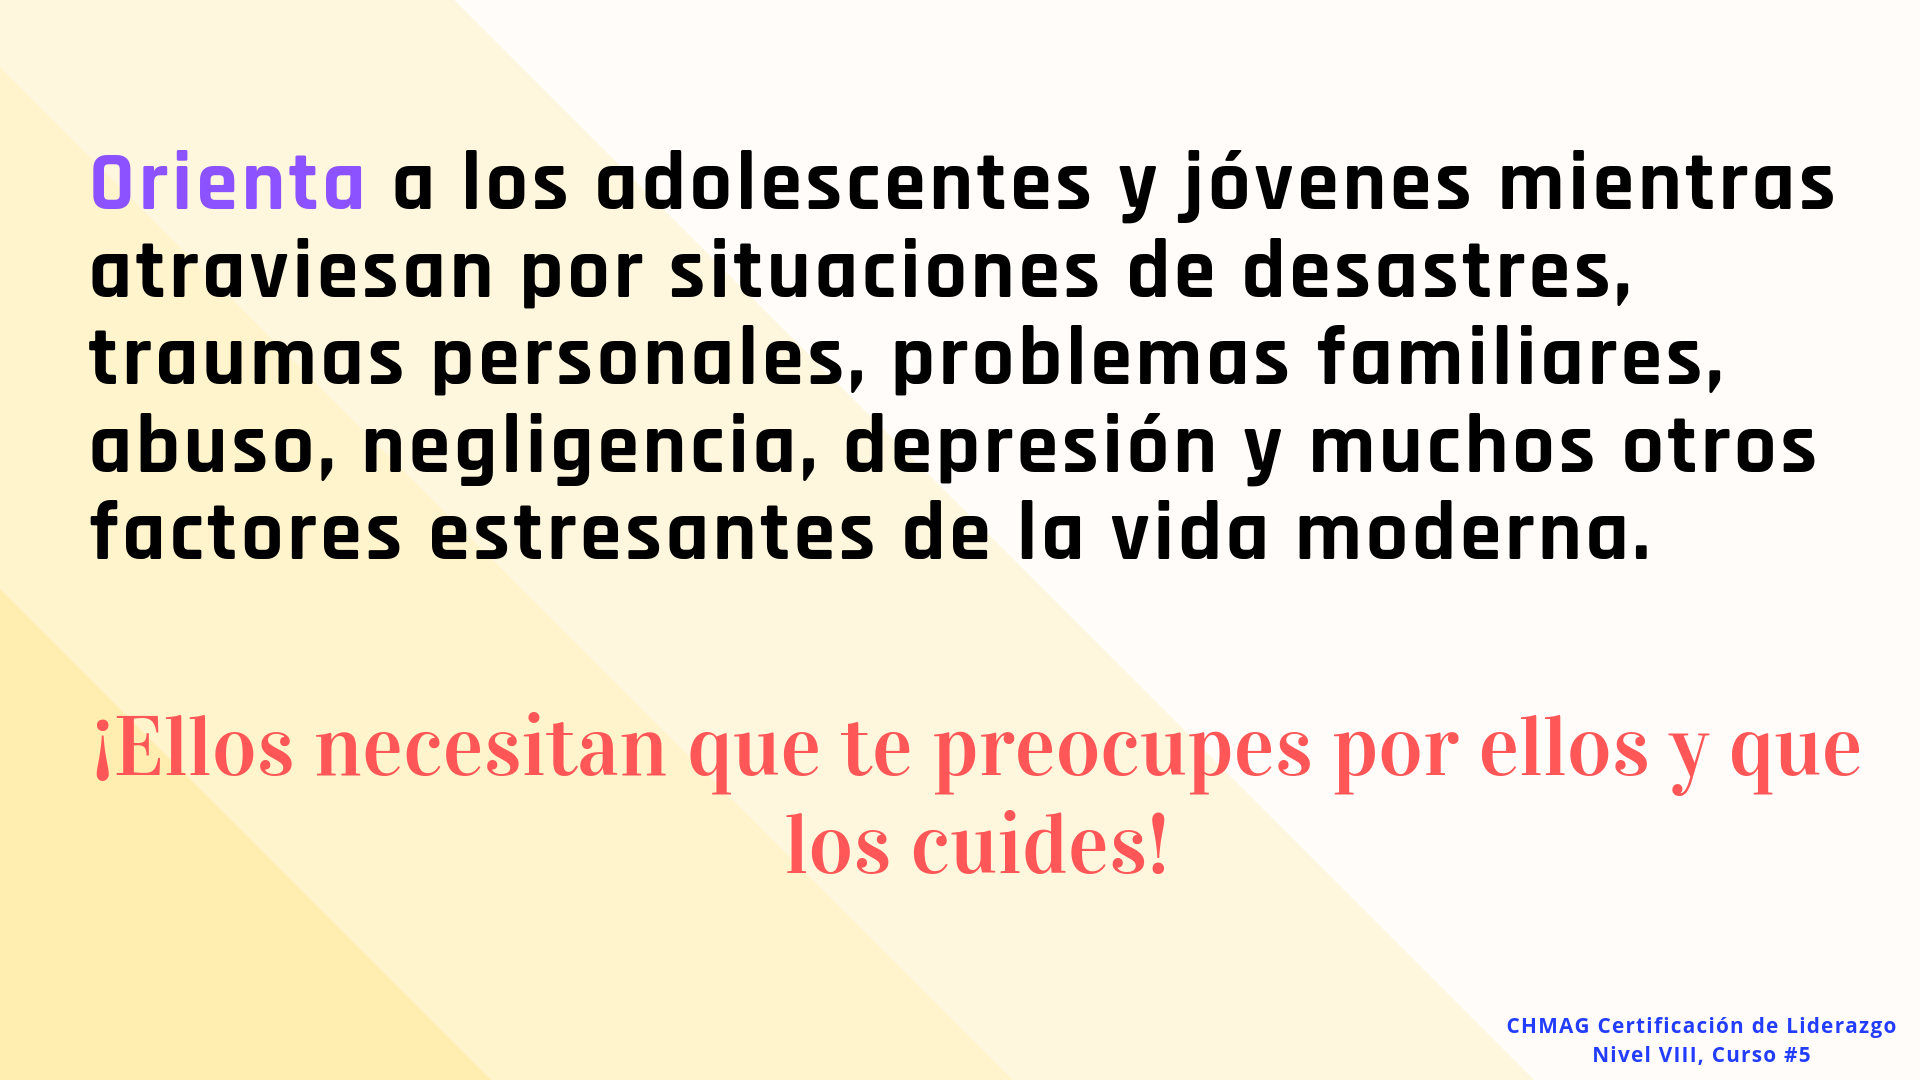 Orienta a los adolescentes y jóvenes mientras
atraviesan por situaciones de desastres,
traumas personales, problemas familiares,
abuso, negligencia, depresión y muchos otros
factores estresantes de la vida moderna.
¡Ellos necesitan que te preocupes por ellos y que
los cuides!
CHMAG Certificación de Liderazgo
Nivel VIII, Curso #5